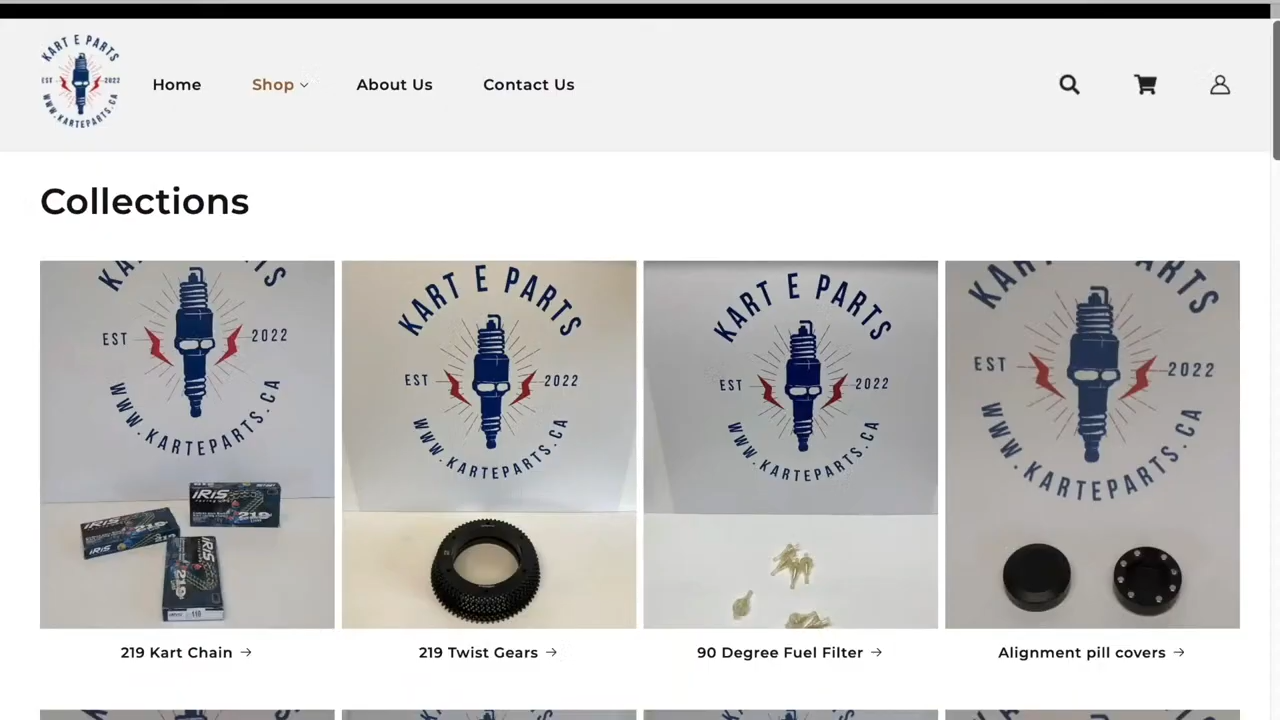 KART E PARTS
EST 2022
WWW.KARTEPARTS.CA
Home
Shop
About Us
Contact Us
Collections
EST 2022
WWW.KARTEPARTS.CA
IRIS
219
IRIS
219
IRIS
219
110
KART E PARTS
EST 2022
WWW.KARTEPARTS.CA
KART E PARTS
EST 2022
WWW.KARTEPARTS.CA
KART E PARTS
EST 2022
WWW.KARTEPARTS.CA
219 Kart Chain →
219 Twist Gears →
90 Degree Fuel Filter →
Alignment pill covers →